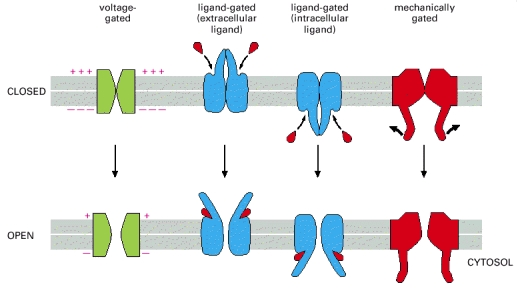 voltage-
gated
ligand-gated
(extracellular
ligand)
ligand-gated
(intracellular
ligand)
mechanically
gated
CLOSED
+++ +++
––– –––
+ +
– –
OPEN
CYTOSOL